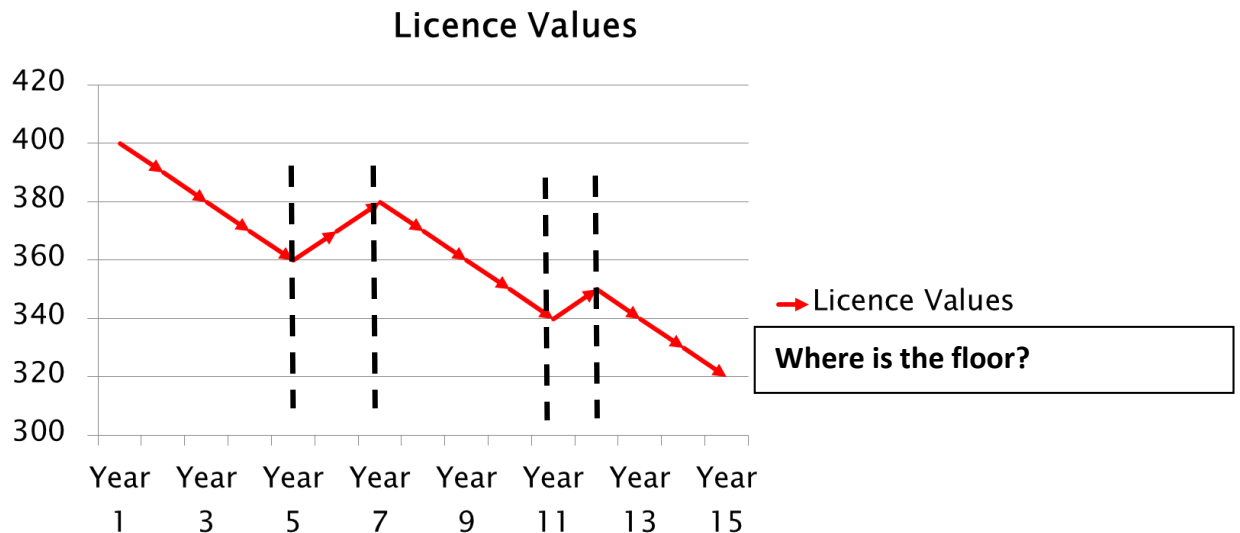 Licence Values
420
400
380
360
340
320
300
Licence Values
Where is the floor?
Year Year Year Year Year Year Year Year
1 3 5 7 9 11 13 15